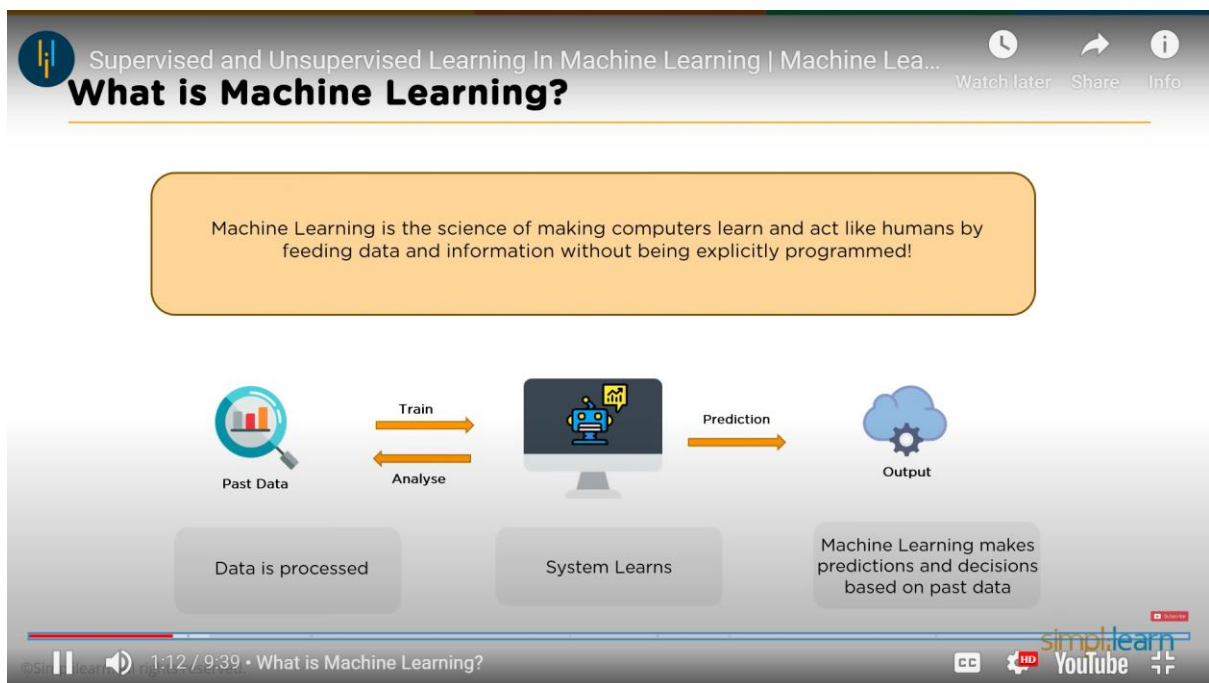 Supervised and Unsupervised Learning In Machine Learning | Machine Lea...
Watch later
Share
Info
What is Machine Learning?
Machine Learning is the science of making computers learn and act like humans by
feeding data and information without being explicitly programmed!
Train
Prediction
Past Data
Analyse
Output
Data is processed
System Learns
Machine Learning makes
predictions and decisions
based on past data
Subscribe
simplilearn
1:12 / 9:39 • What is Machine Learning?
CC
HD
YouTube